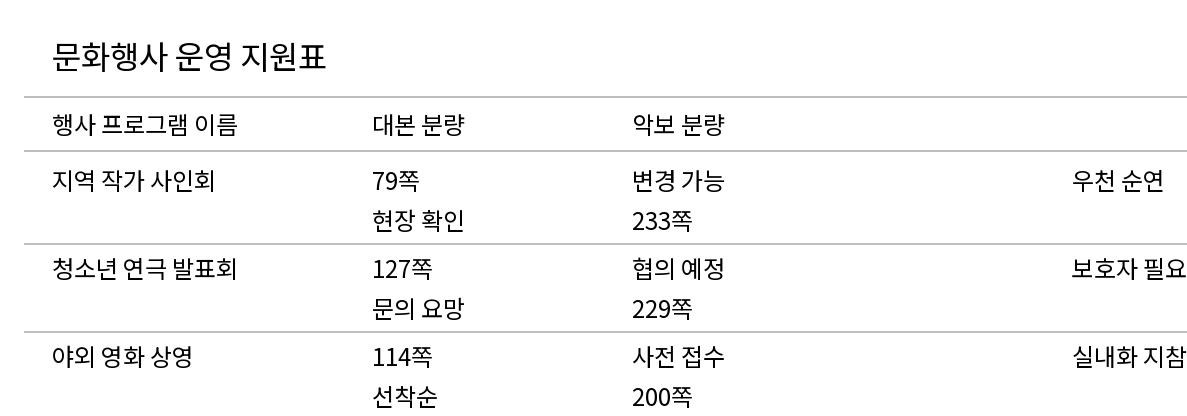 문화행사 운영 지원표
행사 프로그램 이름 대본 분량 악보 분량
지역 작가 사인회 79쪽 변경 가능 우천 순연
현장 확인 233쪽
청소년 연극 발표회 127쪽 협의 예정 보호자 필요
문의 요망 229쪽
야외 영화 상영 114쪽 사전 접수 실내화 지참
선착순 200쪽